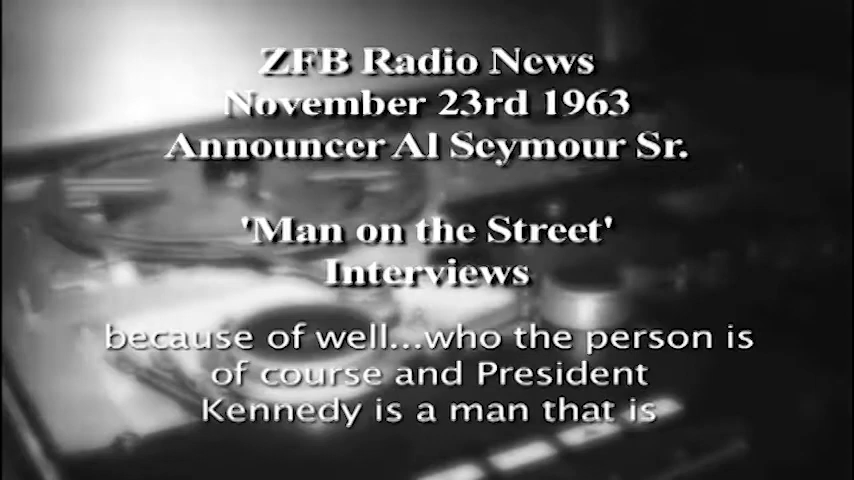 ZFB Radio News
November 23rd 1963
Announcer Al Seymour Sr.
'Man on the Street'
Interviews
because of well...who the person is
of course and President
Kennedy is a man that is